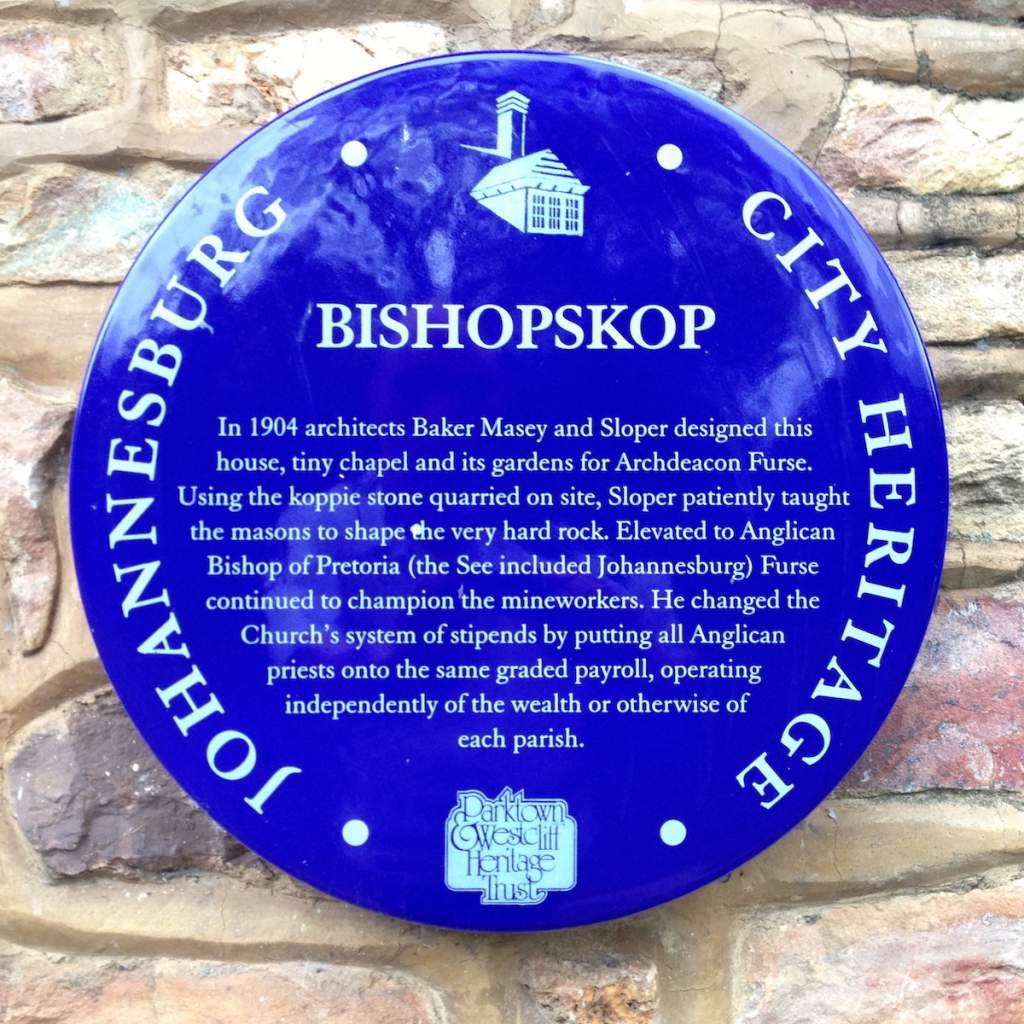 JOHANNESBURG
CITY HERITAGE
BISHOPSKOP
In 1904 architects Baker Masey and Sloper designed this
house, tiny chapel and its gardens for Archdeacon Furse.
Using the koppie stone quarried on site, Sloper patiently taught
the masons to shape the very hard rock. Elevated to Anglican
Bishop of Pretoria (the See included Johannesburg) Furse
continued to champion the mineworkers. He changed the
Church's system of stipends by putting all Anglican
priests onto the same graded payroll, operating
independently of the wealth or otherwise of
each parish.
Parktown
& Westcliff
Heritage
Trust